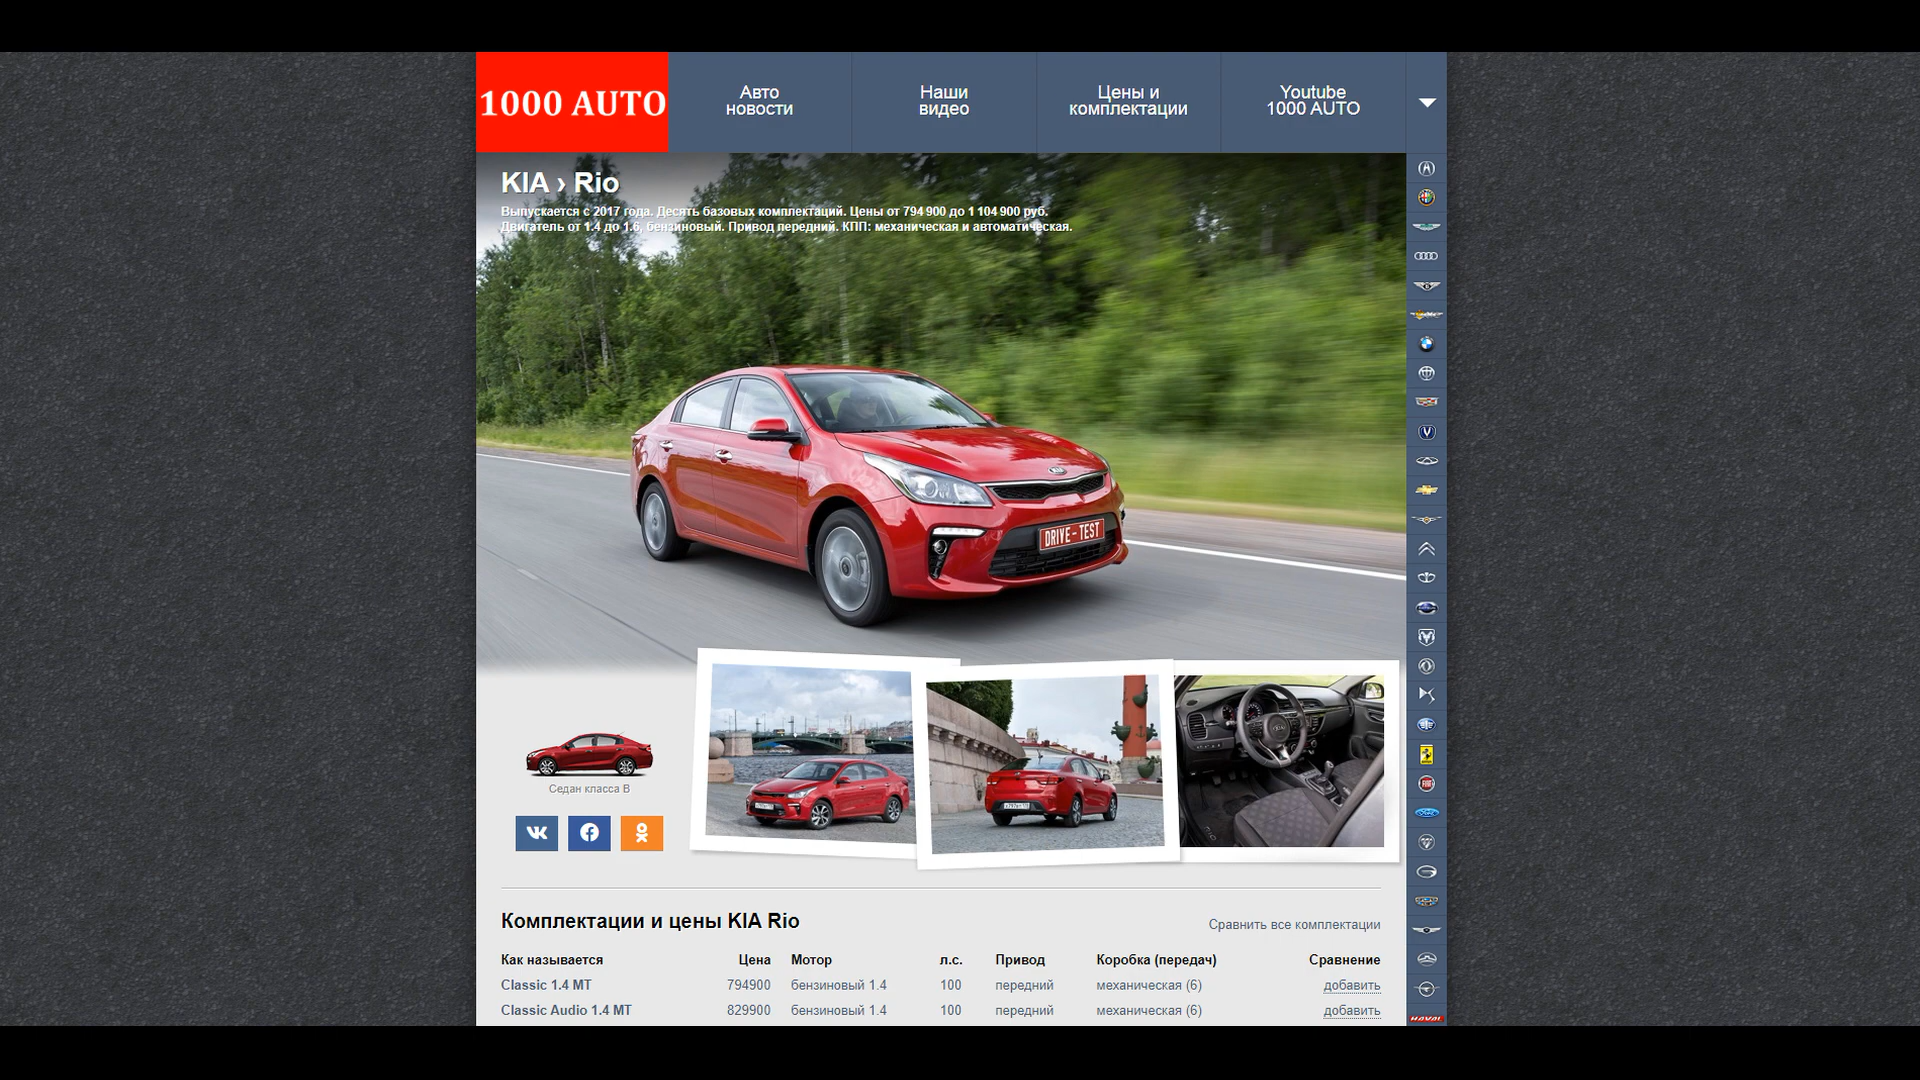 1000 AUTO
Авто
новости
Наши
видео
Цены и
комплектации
Youtube
1000 AUTO
KIA › Rio
Выпускается с 2017 года. Десять базовых комплектаций. Цены от 794 900 до 1 104 900 руб.
Двигатель от 1.4 до 1.6, бензиновый. Привод передний. КПП: механическая и автоматическая.
DRIVE-TEST
Седан класса B
Комплектации и цены KIA Rio
Сравнить все комплектации
Как называется Цена Мотор л.с. Привод Коробка (передач) Сравнение
Classic 1.4 MT 794900 бензиновый 1.4 100 передний механическая (6) добавить
Classic Audio 1.4 MT 829900 бензиновый 1.4 100 передний механическая (6) добавить